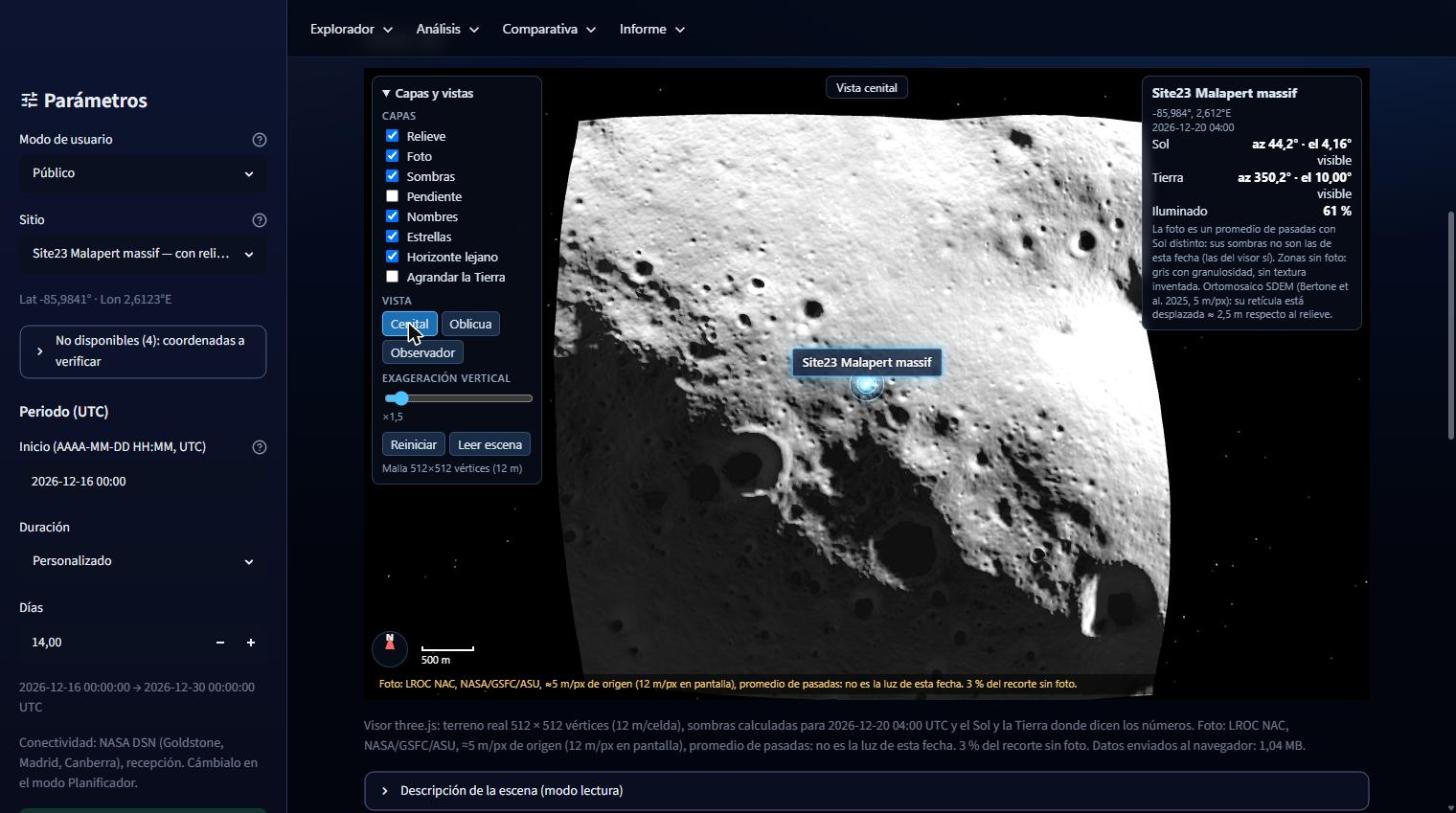 Explorador
Análisis
Comparativa
Informe
Parámetros
Modo de usuario
Público
Sitio
Site23 Malapert massif — con reli...
Lat -85,9841° · Lon 2,6123°E
No disponibles (4): coordenadas a
verificar
Periodo (UTC)
Inicio (AAAA-MM-DD HH:MM, UTC)
2026-12-16 00:00
Duración
Personalizado
Días
14,00
2026-12-16 00:00:00 → 2026-12-30 00:00:00
UTC
Conectividad: NASA DSN (Goldstone,
Madrid, Canberra), recepción. Cámbialo en
el modo Planificador.
▼ Capas y vistas
CAPAS
Relieve
Foto
Sombras
Pendiente
Nombres
Estrellas
Horizonte lejano
Agrandar la Tierra
VISTA
Cenital
Oblicua
Observador
EXAGERACIÓN VERTICAL
×1,5
Reiniciar
Leer escena
Malla 512×512 vértices (12 m)
Vista cenital
Site23 Malapert massif
-85,984°, 2,612°E
2026-12-20 04:00
Sol az 44,2° · el 4,16°
visible
Tierra az 350,2° · el 10,00°
visible
Iluminado 61 %
La foto es un promedio de pasadas con
Sol distinto: sus sombras no son las de
esta fecha (las del visor sí). Zonas sin foto:
gris con granulosidad, sin textura
inventada. Ortomosaico SDEM (Bertone et
al. 2025, 5 m/px): su retícula está
desplazada ≈ 2,5 m respecto al relieve.
Site23 Malapert massif
N
500 m
Foto: LROC NAC, NASA/GSFC/ASU, ≈5 m/px de origen (12 m/px en pantalla), promedio de pasadas: no es la luz de esta fecha. 3 % del recorte sin foto.
Visor three.js: terreno real 512 × 512 vértices (12 m/celda), sombras calculadas para 2026-12-20 04:00 UTC y el Sol y la Tierra donde dicen los números. Foto: LROC NAC,
NASA/GSFC/ASU, ≈5 m/px de origen (12 m/px en pantalla), promedio de pasadas: no es la luz de esta fecha. 3 % del recorte sin foto. Datos enviados al navegador: 1,04 MB.
Descripción de la escena (modo lectura)